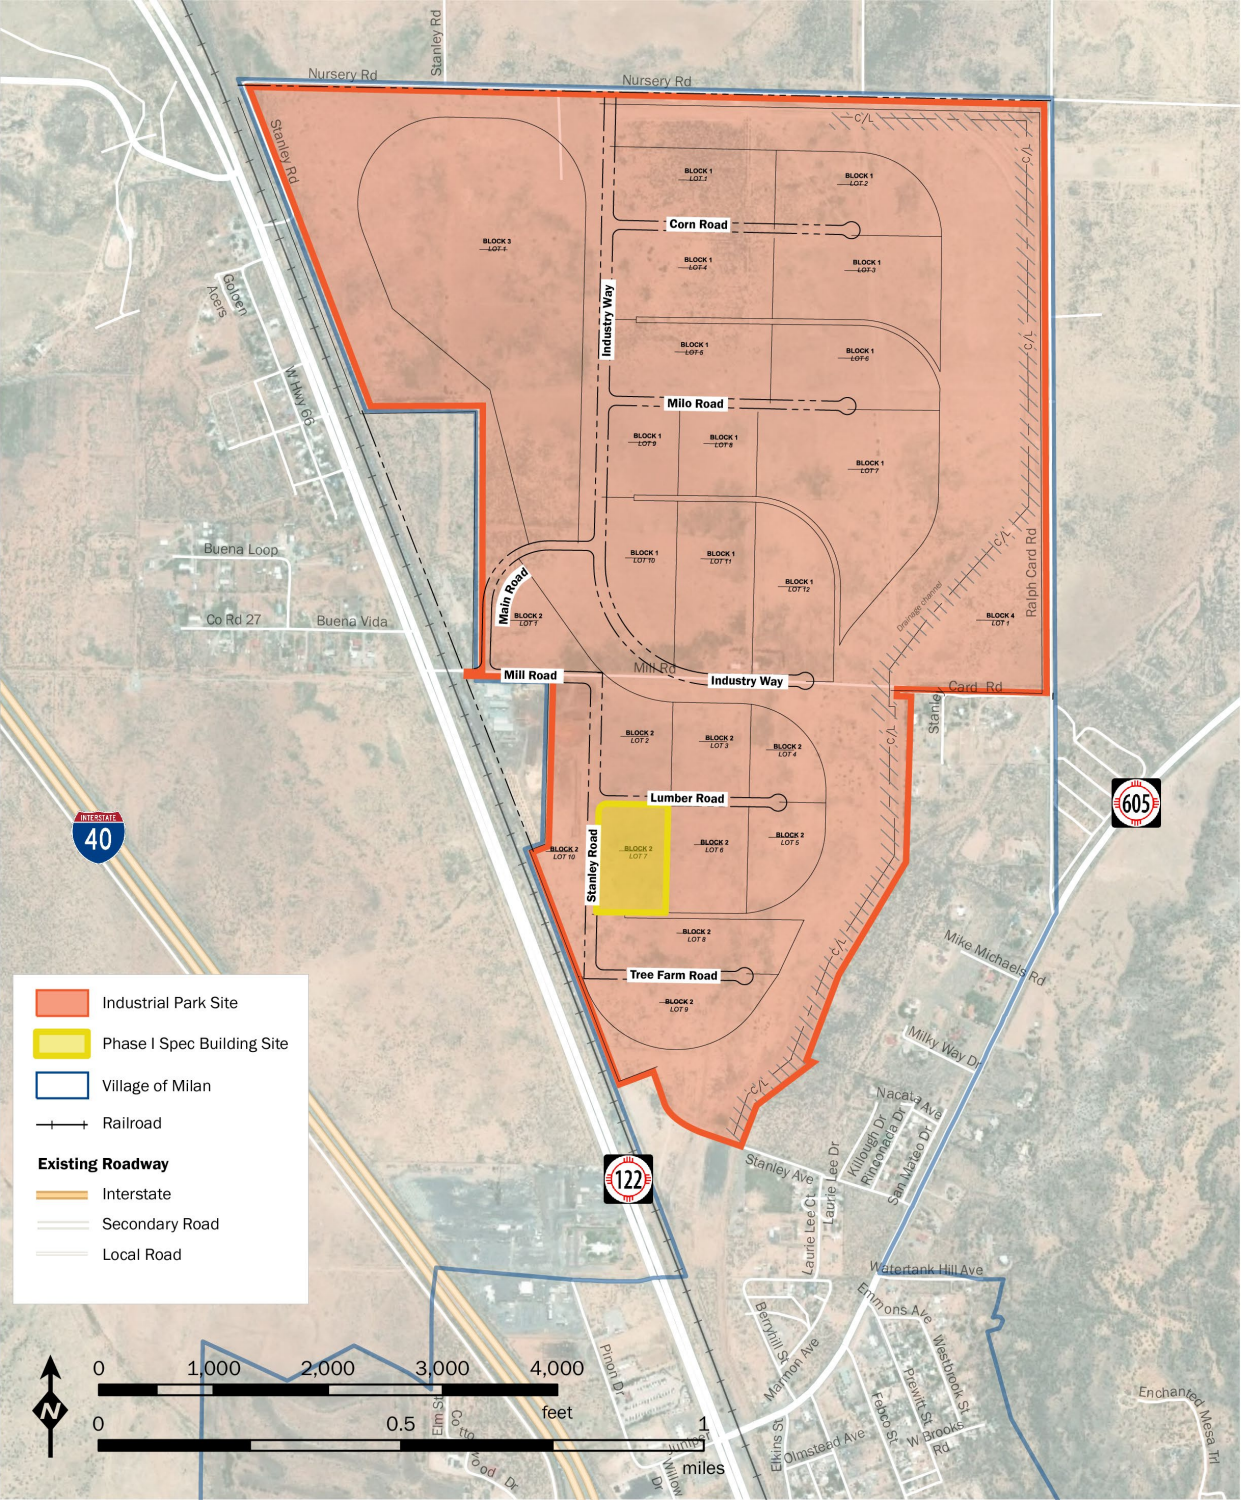 Stanley Rd
Nursery Rd
Nursery Rd
Stanley Rd
C/L
C/L
BLOCK 1
LOT 1
BLOCK 1
LOT 2
Corn Road
BLOCK 3
LOT 1
BLOCK 1
LOT 4
BLOCK 1
LOT 3
Golden
Acers
Industry Way
C/L
BLOCK 1
LOT 5
BLOCK 1
LOT 6
W Hwy 66
Milo Road
BLOCK 1
LOT 9
BLOCK 1
LOT 8
BLOCK 1
LOT 7
C/L
Buena Loop
BLOCK 1
LOT 10
BLOCK 1
LOT 11
BLOCK 1
LOT 12
Ralph Card Rd
Main Road
Drainage channel
Co Rd 27
Buena Vida
BLOCK 2
LOT 1
BLOCK 4
LOT 1
Mill Road
Mill Rd
Industry Way
Card Rd
Stanley
C/L
BLOCK 2
LOT 2
BLOCK 2
LOT 3
BLOCK 2
LOT 4
Lumber Road
605
INTERSTATE
40
Stanley Road
BLOCK 2
LOT 10
BLOCK 2
LOT 7
BLOCK 2
LOT 6
BLOCK 2
LOT 5
BLOCK 2
LOT 8
C/L
Mike Michaels Rd
Tree Farm Road
BLOCK 2
LOT 9
Milky Way Dr
C/L
Nacata Ave
Killough Dr
Rinconada Dr
San Mateo Dr
Stanley Ave
Laurie Lee Dr
Laurie Lee Ct
122
Industrial Park Site
Phase I Spec Building Site
Village of Milan
Railroad
Existing Roadway
Interstate
Secondary Road
Local Road
Watertank Hill Ave
Emmons Ave
Berryhill St
Marmon Ave
Westbrook St
Prewitt St
Febco St
W Brooks
Rd
Pinon Dr
Enchanted Mesa Trl
Elm St
Cottonwood Dr
Juniper
Willow
Dr
Elkins St
Olmstead Ave
N
0 1,000 2,000 3,000 4,000
feet
0 0.5 1
miles